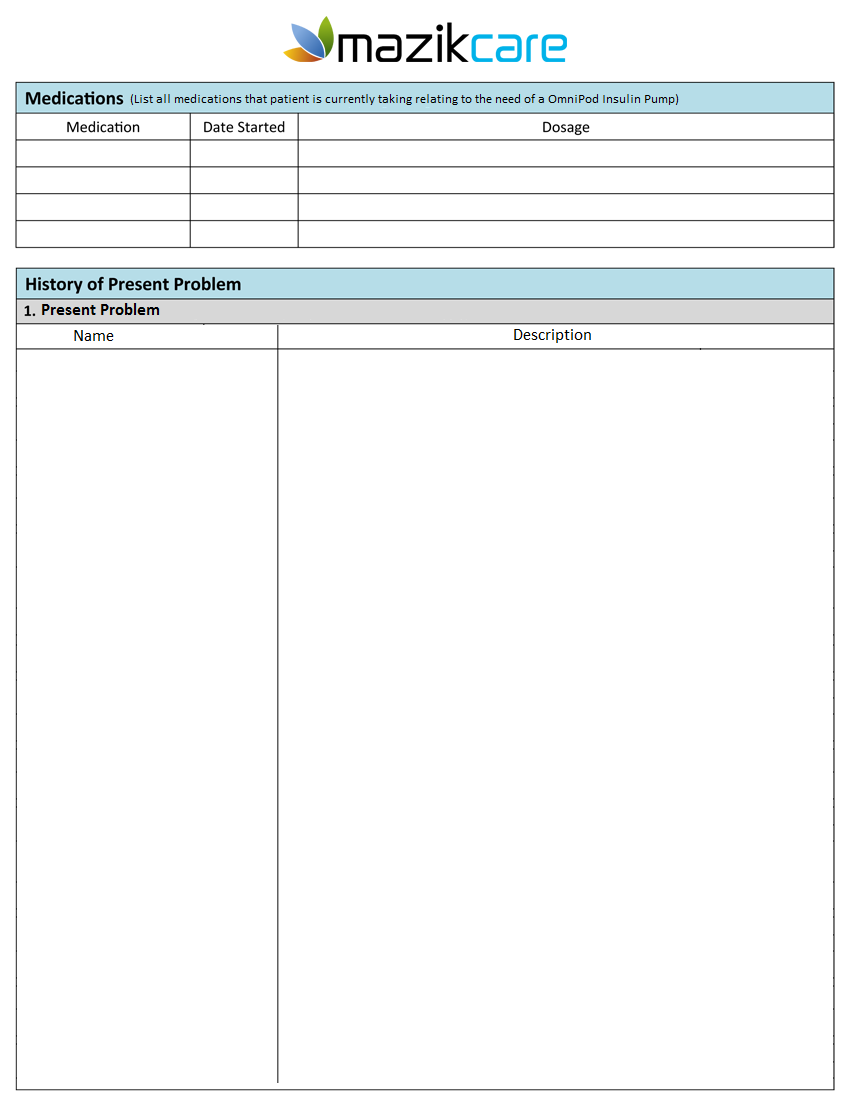 mazikcare
Medications (List all medications that patient is currently taking relating to the need of a OmniPod Insulin Pump)
Medication Date Started Dosage
History of Present Problem
1. Present Problem
Name Description